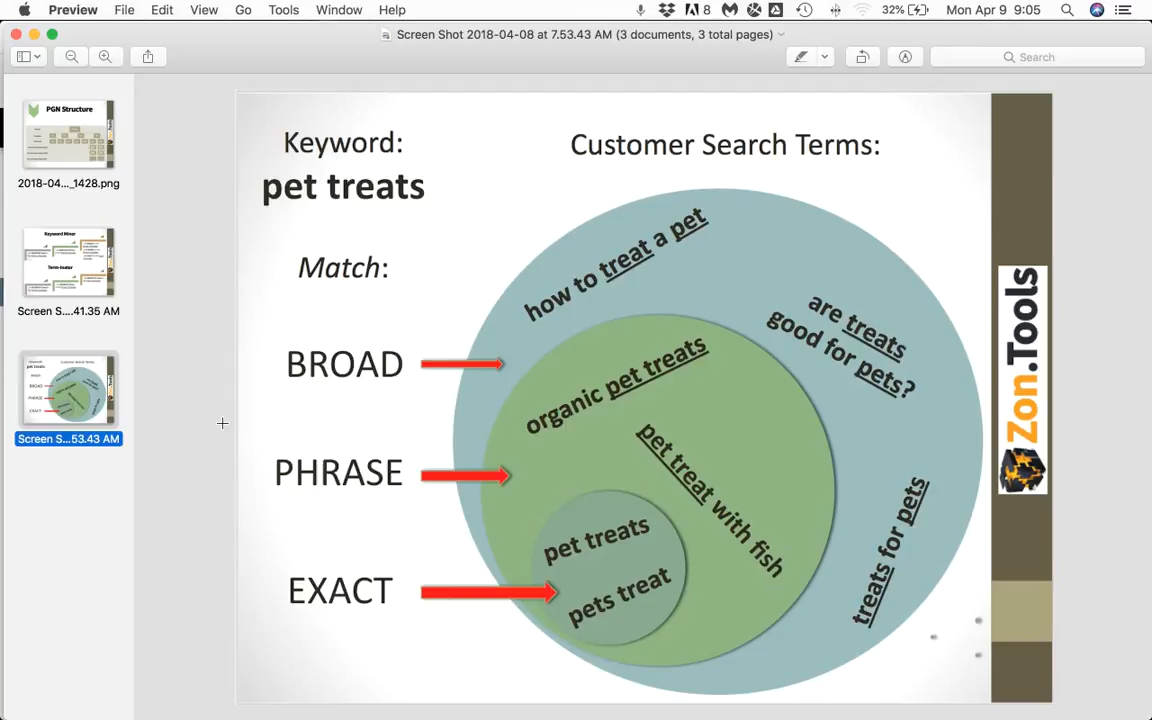 Preview File Edit View Go Tools Window Help 8 32% Mon Apr 9 9:05
Screen Shot 2018-04-08 at 7.53.43 AM (3 documents, 3 total pages)
Search
PGN Structure
2018-04..._1428.png
Keyword Miner
Term-inator
Screen S....41.35 AM
Screen S...53.43 AM
Keyword:
pet treats
Customer Search Terms:
Match:
BROAD
PHRASE
EXACT
how to treat a pet
are treats
good for pets?
organic pet treats
pet treat with fish
treats for pets
pet treats
pets treat
Zon.Tools